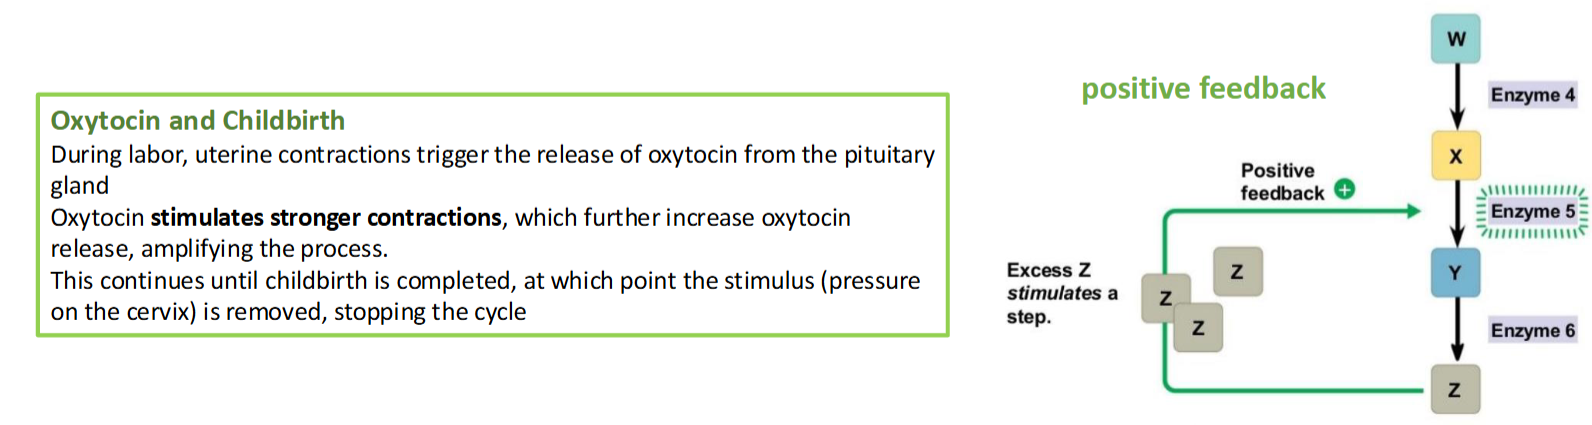 Oxytocin and Childbirth
During labor, uterine contractions trigger the release of oxytocin from the pituitary
gland
Oxytocin stimulates stronger contractions, which further increase oxytocin
release, amplifying the process.
This continues until childbirth is completed, at which point the stimulus (pressure
on the cervix) is removed, stopping the cycle
positive feedback
W
Enzyme 4
X
Positive
feedback +
Enzyme 5
Excess Z
stimulates a
step.
Z
Z
Z
Y
Enzyme 6
Z